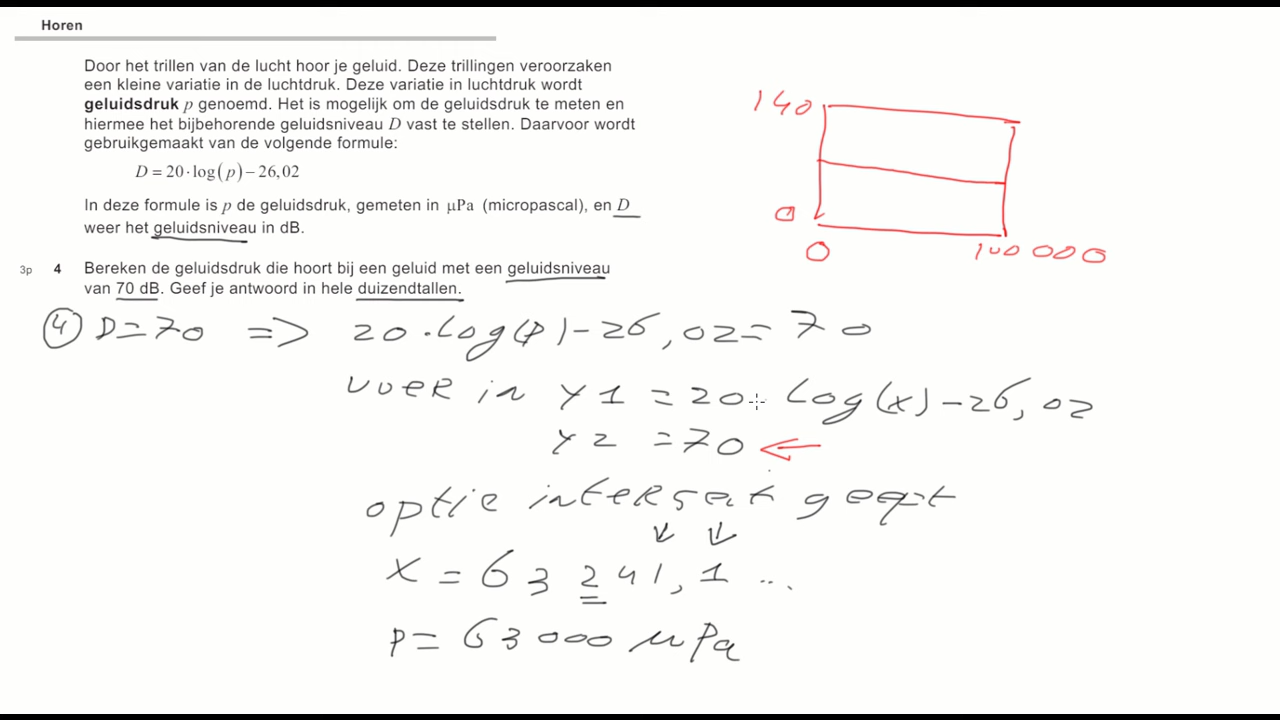 Horen
Door het trillen van de lucht hoor je geluid. Deze trillingen veroorzaken
een kleine variatie in de luchtdruk. Deze variatie in luchtdruk wordt
geluidsdruk p genoemd. Het is mogelijk om de geluidsdruk te meten en
hiermee het bijbehorende geluidsniveau D vast te stellen. Daarvoor wordt
gebruikgemaakt van de volgende formule:
D = 20·log(p) − 26,02
In deze formule is p de geluidsdruk, gemeten in μPa (micropascal), en D
weer het geluidsniveau in dB.
3p 4 Bereken de geluidsdruk die hoort bij een geluid met een geluidsniveau
van 70 dB. Geef je antwoord in hele duizendtallen.
140
0
0 100 000
4 D=70 => 20·log(p)-26,02=70
voer in Y1 = 20· log(x)-26,02
Y2 = 70
optie intersect geeft
X = 63 241,1 ...
P = 63 000 μPa